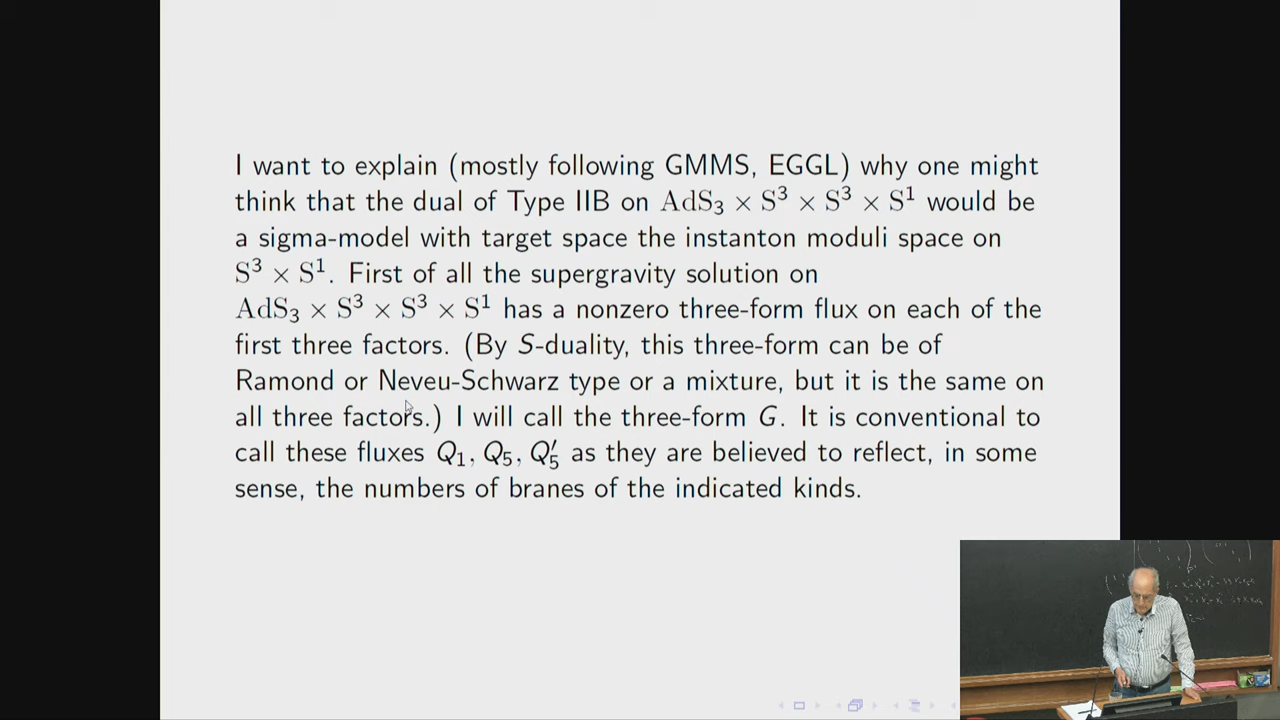 I want to explain (mostly following GMMS, EGGL) why one might
think that the dual of Type IIB on AdS₃ × S³ × S³ × S¹ would be
a sigma-model with target space the instanton moduli space on
S³ × S¹. First of all the supergravity solution on
AdS₃ × S³ × S³ × S¹ has a nonzero three-form flux on each of the
first three factors. (By S-duality, this three-form can be of
Ramond or Neveu-Schwarz type or a mixture, but it is the same on
all three factors.) I will call the three-form G. It is conventional to
call these fluxes Q₁, Q₅, Q₅′ as they are believed to reflect, in some
sense, the numbers of branes of the indicated kinds.